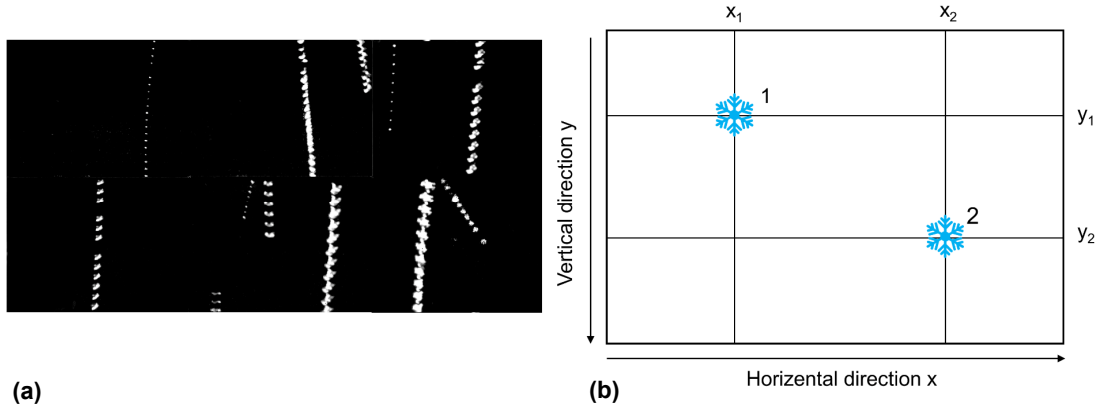 (a)
x₁
x₂
1
y₁
2
y₂
Vertical direction y
Horizental direction x
(b)